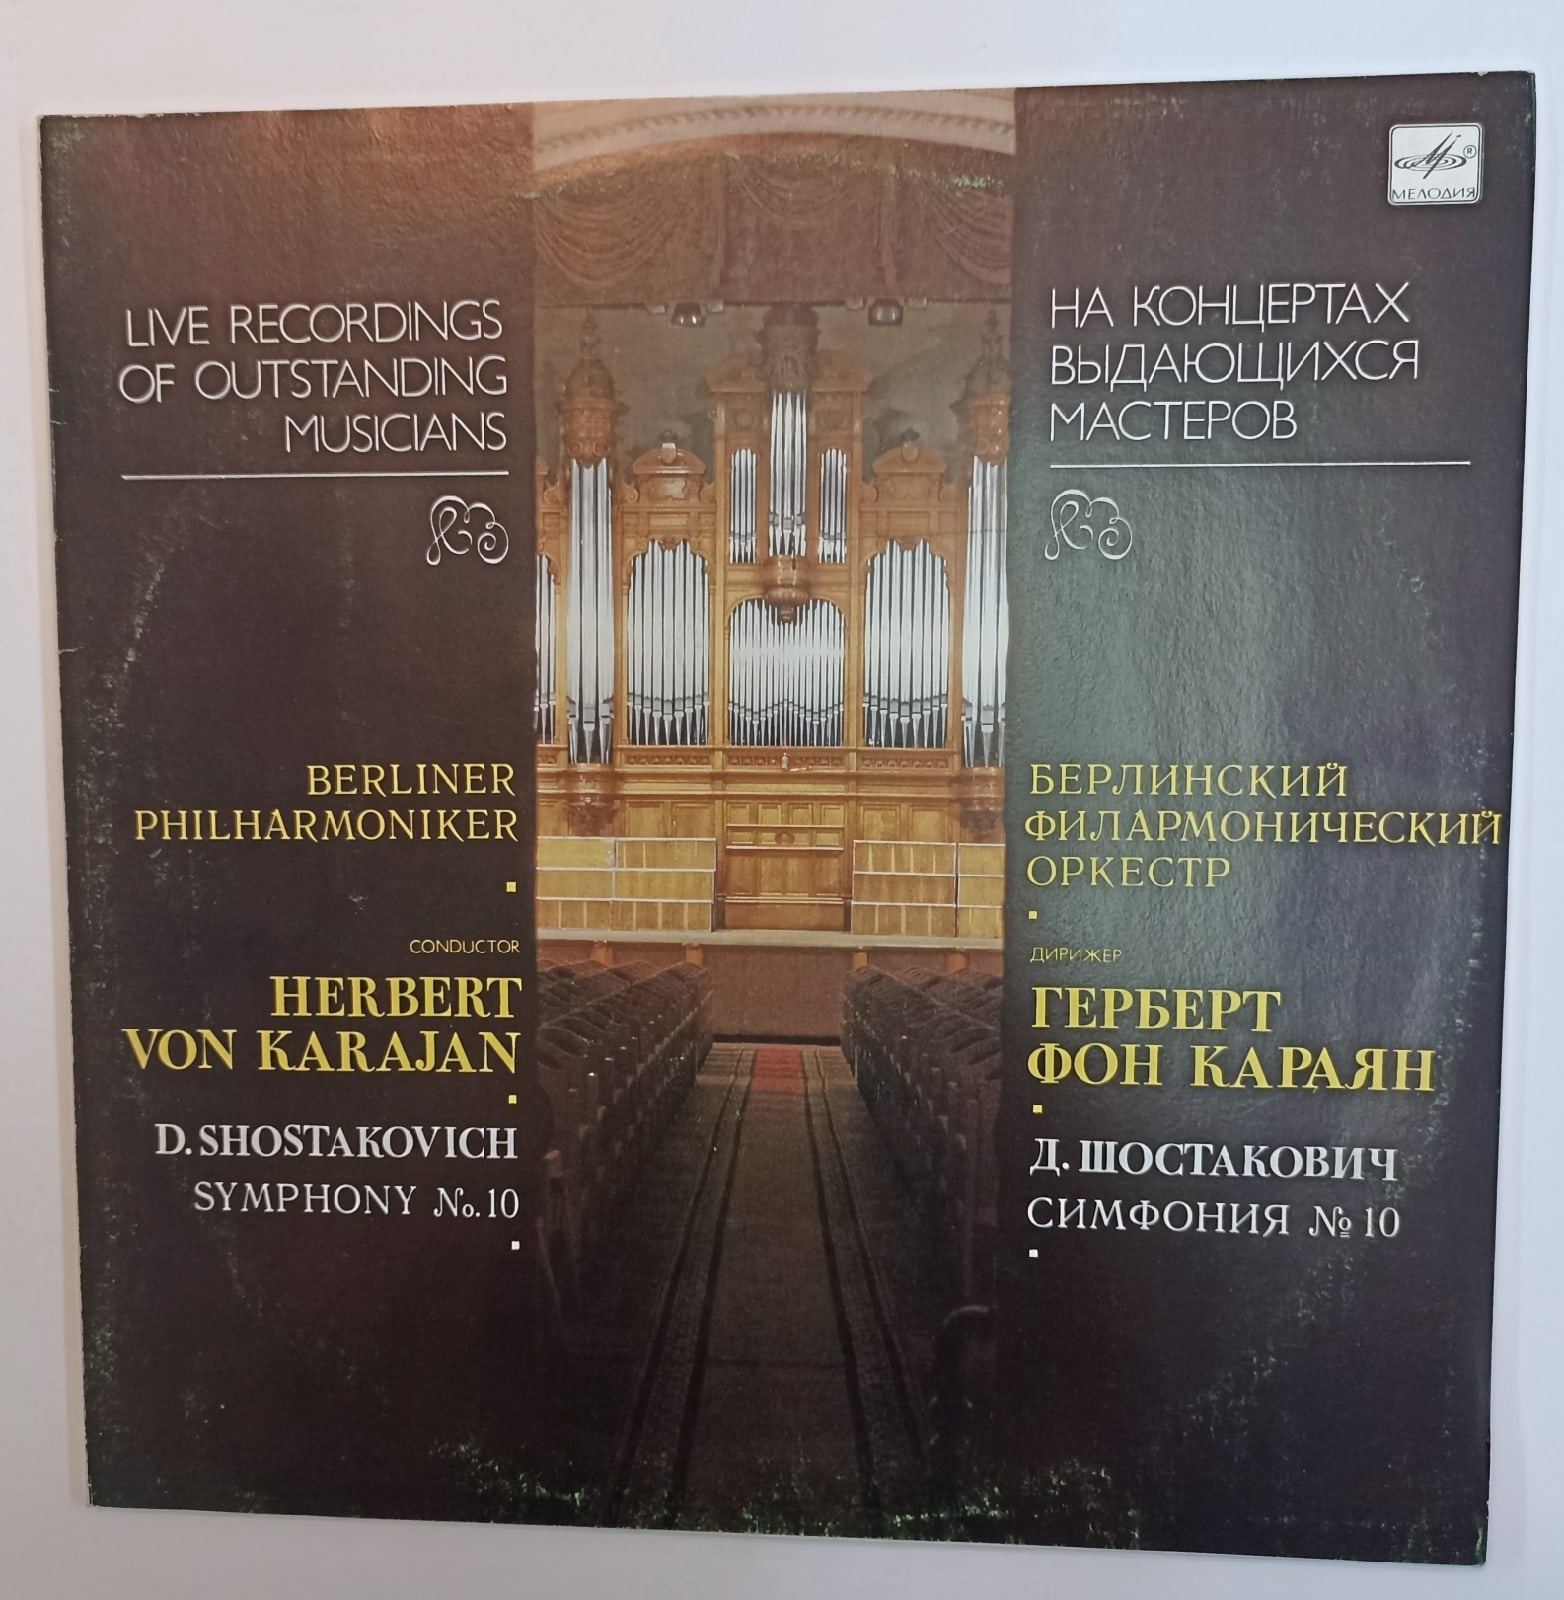 МЕЛОДИЯ
LIVE RECORDINGS
OF OUTSTANDING
MUSICIANS
BERLINER
PHILHARMONIKER
CONDUCTOR
HERBERT
VON KARAJAN
D. SHOSTAKOVICH
SYMPHONY No. 10
НА КОНЦЕРТАХ
ВЫДАЮЩИХСЯ
МАСТЕРОВ
БЕРЛИНСКИЙ
ФИЛАРМОНИЧЕСКИЙ
ОРКЕСТР
ДИРИЖЕР
ГЕРБЕРТ
ФОН КАРАЯН
Д. ШОСТАКОВИЧ
СИМФОНИЯ № 10